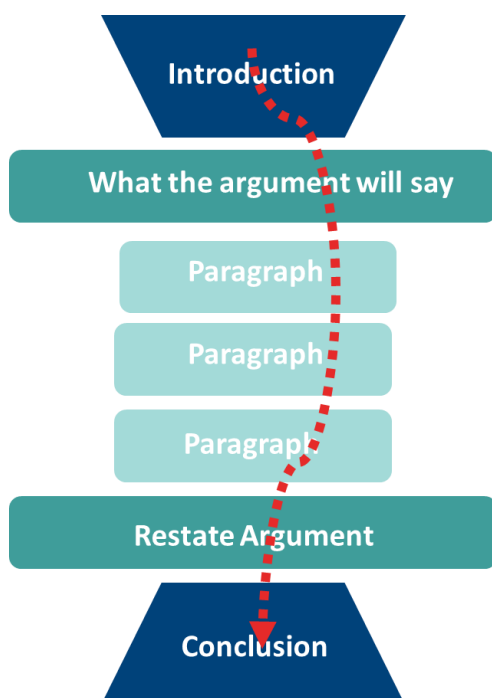 Introduction
What the argument will say
Paragraph
Paragraph
Paragraph
Restate Argument
Conclusion